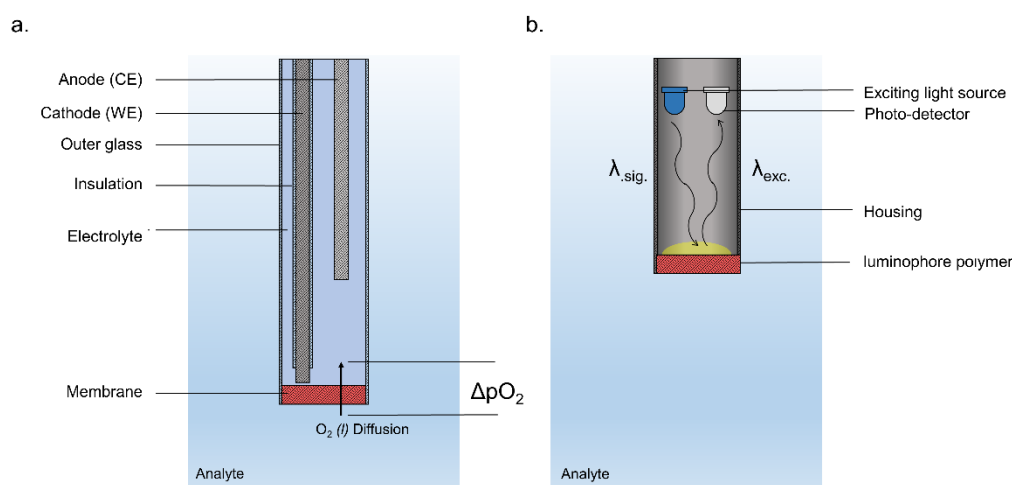 a.
Anode (CE)
Cathode (WE)
Outer glass
Insulation
Electrolyte
Membrane
ΔpO₂
O₂ (l) Diffusion
Analyte
b.
Exciting light source
Photo-detector
λ.sig.
λexc.
Housing
luminophore polymer
Analyte